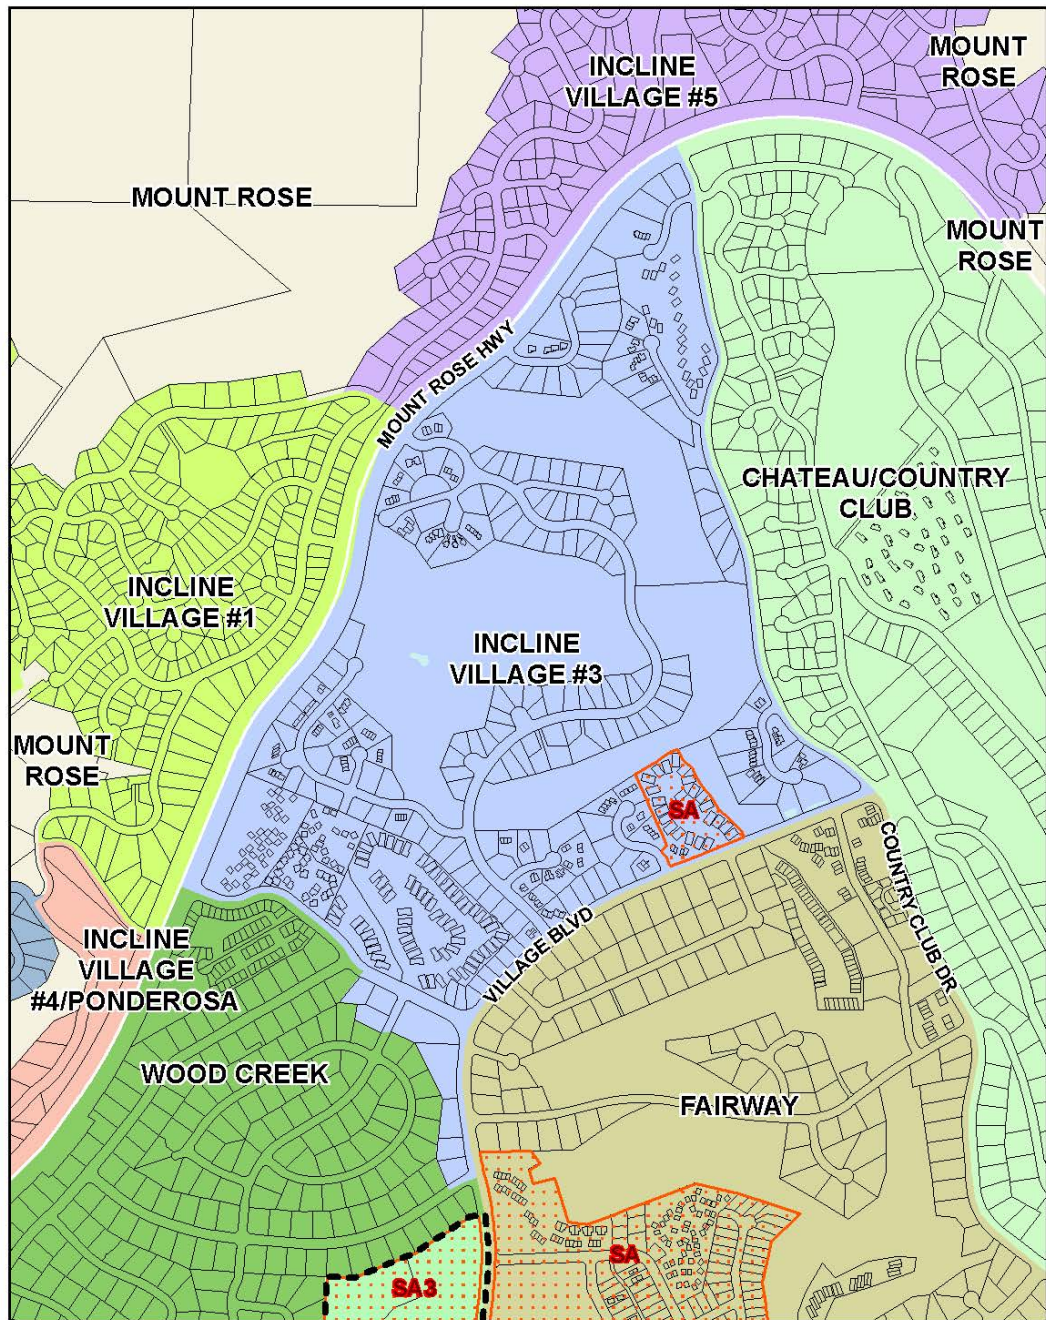 INCLINE
VILLAGE #5
MOUNT
ROSE
MOUNT ROSE
MOUNT
ROSE
MOUNT ROSE HWY
CHATEAU/COUNTRY
CLUB
INCLINE
VILLAGE #1
INCLINE
VILLAGE #3
MOUNT
ROSE
SA
COUNTRY CLUB DR
VILLAGE BLVD
INCLINE
VILLAGE
#4/PONDEROSA
WOOD CREEK
FAIRWAY
SA
SA3